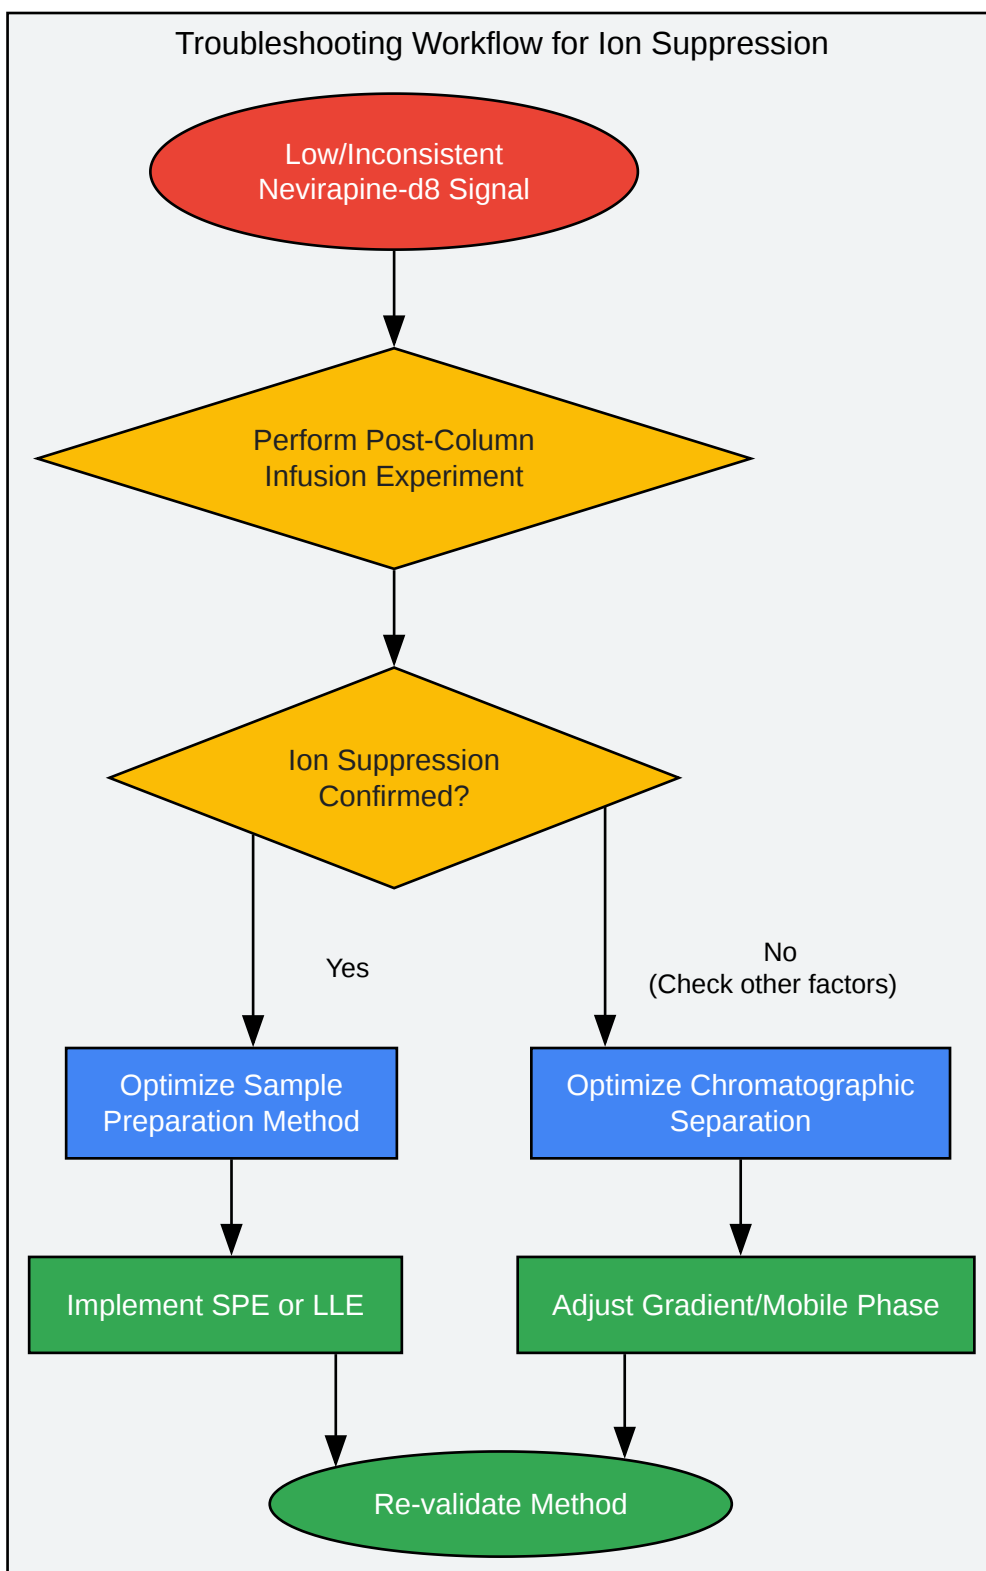 Troubleshooting Workflow for Ion Suppression
Low/Inconsistent
Nevirapine-d8 Signal
Perform Post-Column
Infusion Experiment
Ion Suppression
Confirmed?
Yes
No
(Check other factors)
Optimize Sample
Preparation Method
Optimize Chromatographic
Separation
Implement SPE or LLE
Adjust Gradient/Mobile Phase
Re-validate Method